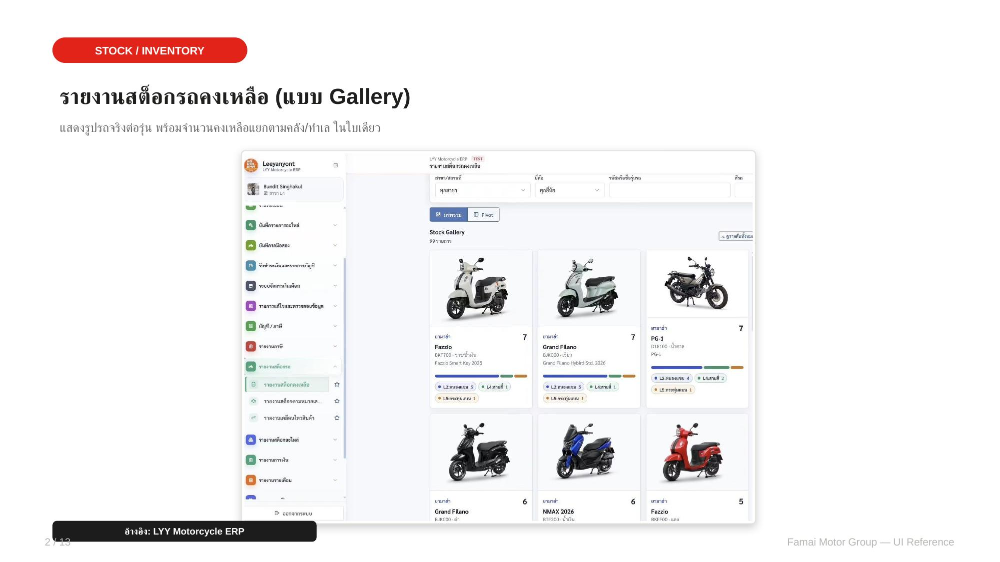 STOCK / INVENTORY
รายงานสต็อกรถคงเหลือ (แบบ Gallery)
แสดงรูปรถจริงต่อรุ่น พร้อมจำนวนคงเหลือแยกตามคลัง/ทำเล ในใบเดียว
Leeyanyont
LYY Motorcycle ERP
Bundit Singhakul
สาขา L4
บันทึกรายการอะไหล่
บันทึกรถมือสอง
รับชำระเงินและรายการบัญชี
ระบบจัดการเงินเดือน
รายการแก้ไขและตรวจสอบข้อมูล
บัญชี / ภาษี
รายงานภาษี
รายงานสต็อกรถ
รายงานสต็อกคงเหลือ
รายงานสต็อกตามหมายเล...
รายงานเคลื่อนไหวสินค้า
รายงานสต็อกอะไหล่
รายงานการเงิน
รายงานรายเดือน
ออกจากระบบ
LYY Motorcycle ERP TEST
รายงานสต็อกรถคงเหลือ
สาขา/สถานที่ ยี่ห้อ รหัสหรือชื่อรุ่นรถ สีรถ
ทุกสาขา ทุกยี่ห้อ
ภาพรวม Pivot
Stock Gallery
99 รายการ
ดูรายคันทั้งหม
ยามาฮ่า 7
Fazzio
BKF700 · ขาว/น้ำเงิน
Fazzio Smart Key 2025
L2:หนองแขม 5 L4:สายสี่ 1
L5:กระทุ่มแบน 1
ยามาฮ่า 7
Grand Filano
BJKC00 · เขียว
Grand Filano Hybird Std. 2026
L2:หนองแขม 5 L4:สายสี่ 1
L5:กระทุ่มแบน 1
ยามาฮ่า 7
PG-1
D18100 · น้ำตาล
PG-1
L2:หนองแขม 4 L4:สายสี่ 2
L5:กระทุ่มแบน 1
ยามาฮ่า 6
Grand Filano
BJKC00 · ดำ
ยามาฮ่า 6
NMAX 2026
BTF200 · น้ำเงิน
ยามาฮ่า 5
Fazzio
BKFF00 · แดง
อ้างอิง: LYY Motorcycle ERP
2 / 13
Famai Motor Group — UI Reference